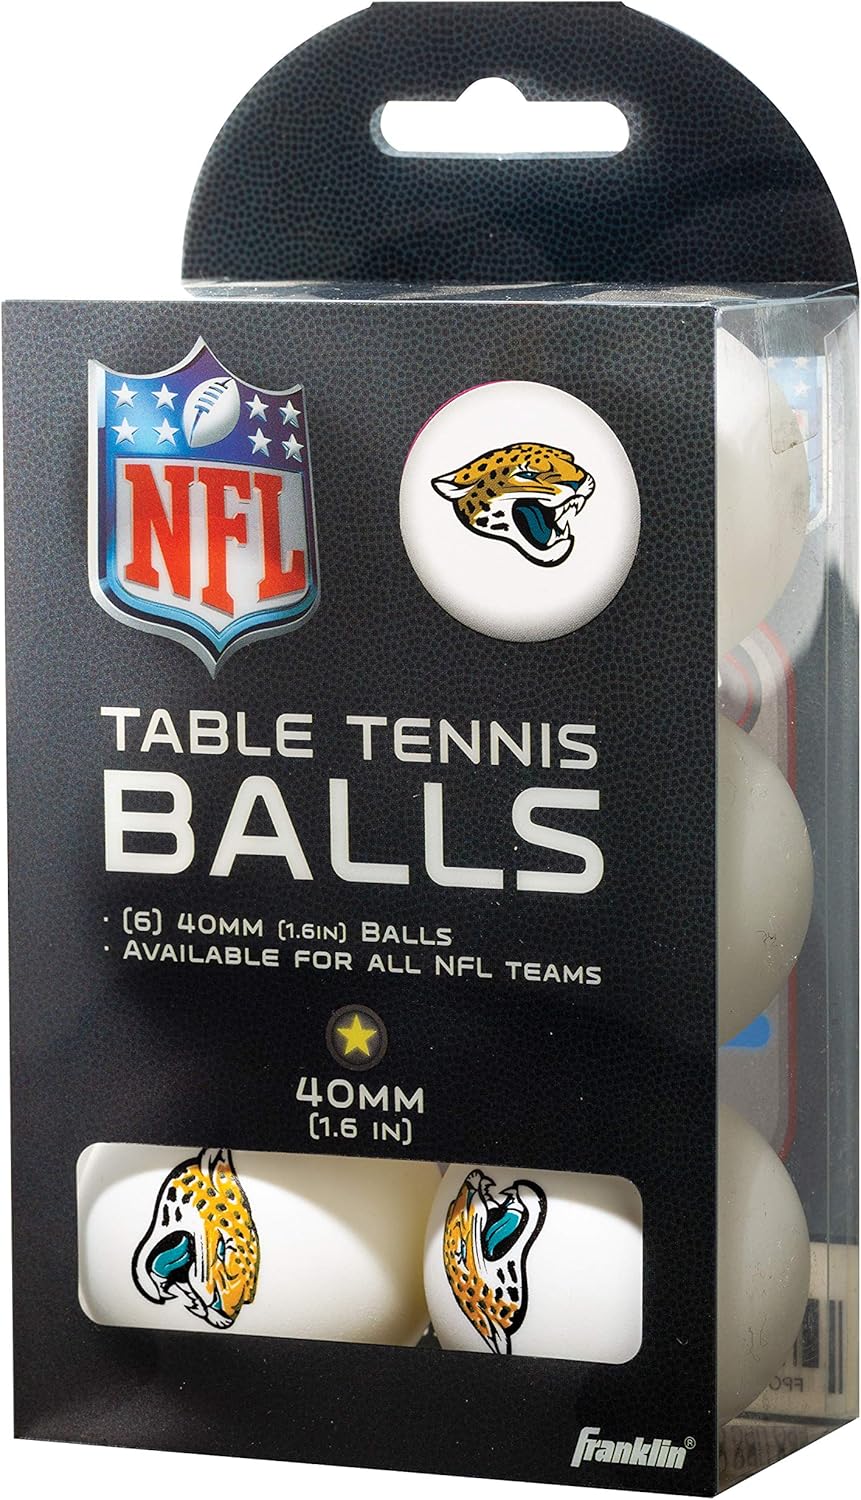 NFL
TABLE TENNIS
BALLS
· (6) 40MM (1.6IN) BALLS
· AVAILABLE FOR ALL NFL TEAMS
40MM
(1.6 IN)
franklin®